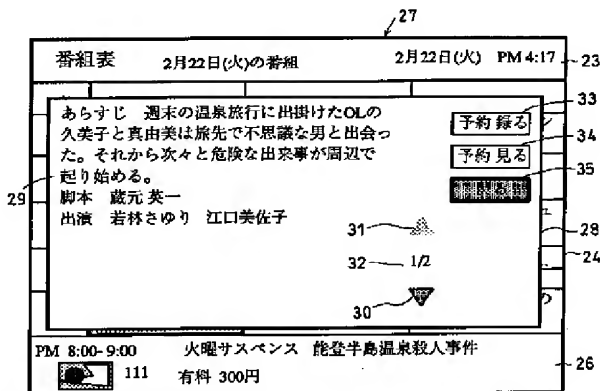 27
番組表 2月22日(火)の番組 2月22日(火) PM 4:17 23
33
あらすじ 週末の温泉旅行に出掛けたOLの 予約 録る
34
久美子と真由美は旅先で不思議な男と出会っ
た。それから次々と危険な出来事が周辺で 予約 見る
35
29 起り始める。
脚本 蔵元 英一
出演 若林さゆり 江口美佐子
31
28
32 1/2
24
30
の
PM 8:00-9:00 火曜サスペンス 能登半島温泉殺人事件
26
111 有料 300円